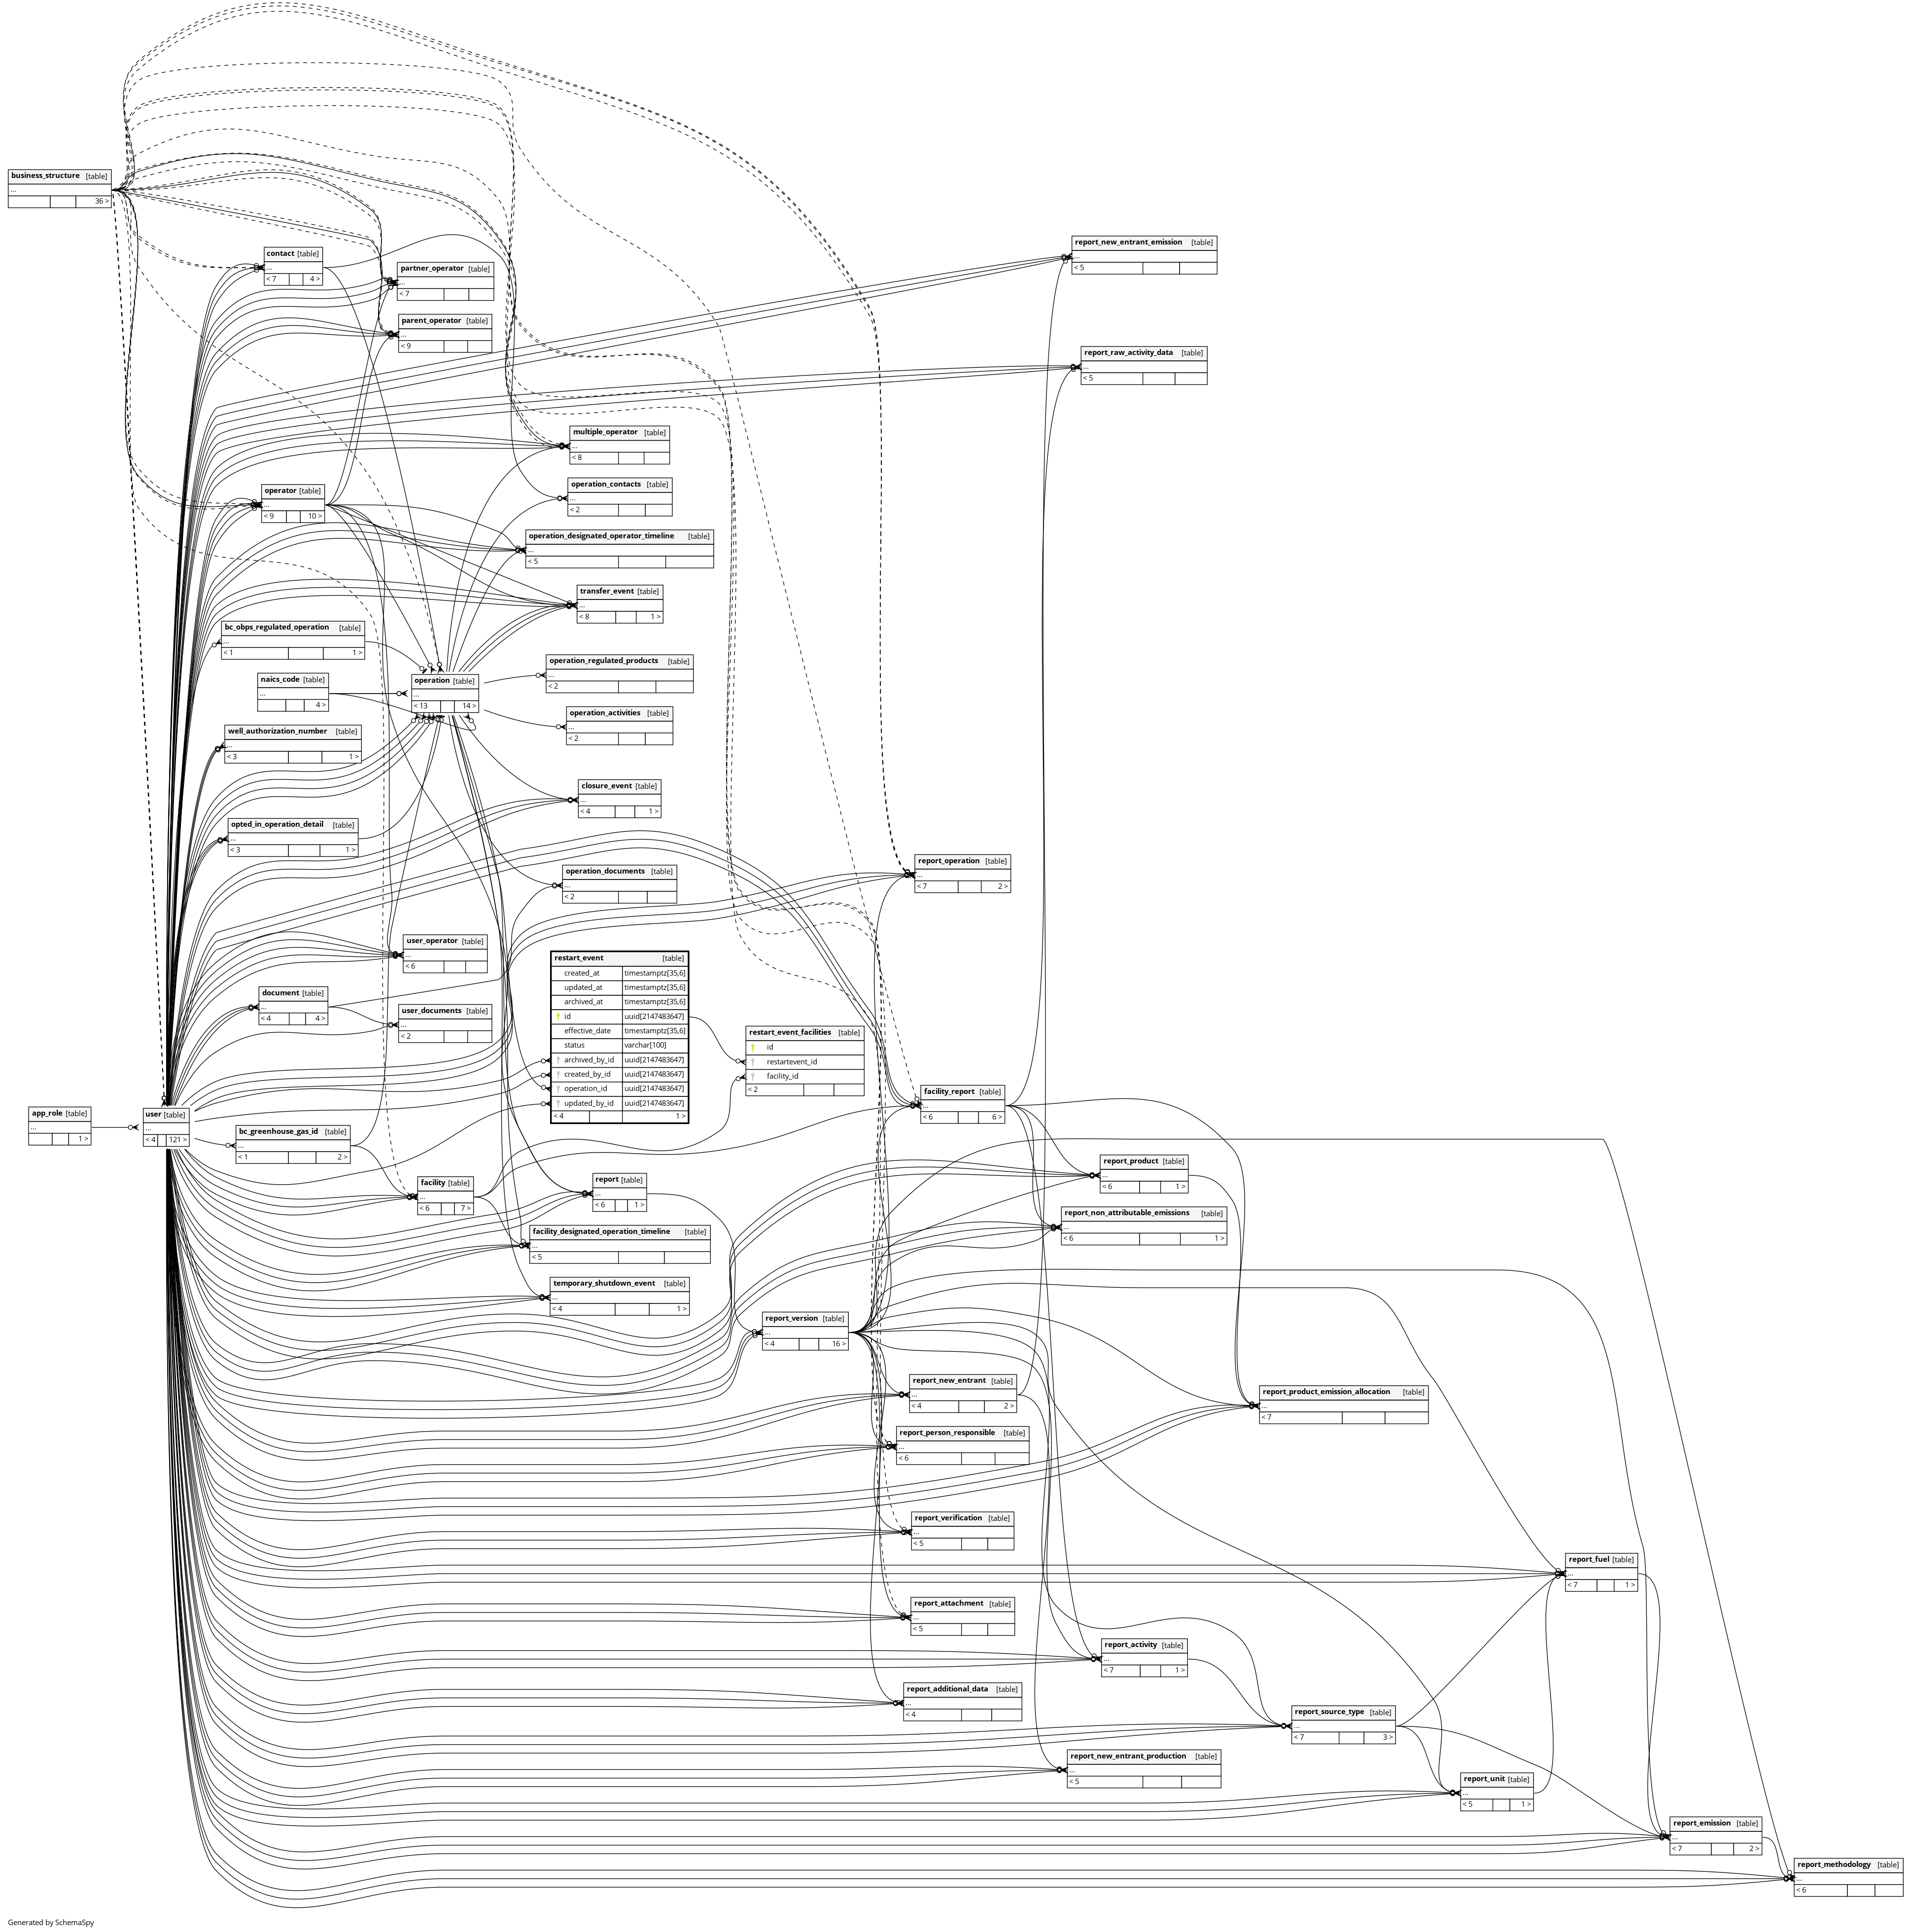 business_structure [table]
...
36 >
contact [table]
...
< 7 4 >
partner_operator [table]
...
< 7
parent_operator [table]
...
< 9
report_new_entrant_emission [table]
...
< 5
report_raw_activity_data [table]
...
< 5
multiple_operator [table]
...
< 8
operator [table]
...
< 9 10 >
operation_contacts [table]
...
< 2
operation_designated_operator_timeline [table]
...
< 5
transfer_event [table]
...
< 8 1 >
bc_obps_regulated_operation [table]
...
< 1 1 >
operation_regulated_products [table]
...
< 2
naics_code [table]
...
4 >
operation [table]
...
< 13 14 >
operation_activities [table]
...
< 2
well_authorization_number [table]
...
< 3 1 >
closure_event [table]
...
< 4 1 >
opted_in_operation_detail [table]
...
< 3 1 >
operation_documents [table]
...
< 2
report_operation [table]
...
< 7 2 >
user_operator [table]
...
< 6
document [table]
...
< 4 4 >
user_documents [table]
...
< 2
restart_event [table]
created_at timestamptz[35,6]
updated_at timestamptz[35,6]
archived_at timestamptz[35,6]
id uuid[2147483647]
effective_date timestamptz[35,6]
status varchar[100]
archived_by_id uuid[2147483647]
created_by_id uuid[2147483647]
operation_id uuid[2147483647]
updated_by_id uuid[2147483647]
< 4 1 >
restart_event_facilities [table]
id
restartevent_id
facility_id
< 2
facility_report [table]
...
< 6 6 >
app_role [table]
...
1 >
user [table]
...
< 4 121 >
bc_greenhouse_gas_id [table]
...
< 1 2 >
facility [table]
...
< 6 7 >
report [table]
...
< 6 1 >
report_product [table]
...
< 6 1 >
report_non_attributable_emissions [table]
...
< 6 1 >
facility_designated_operation_timeline [table]
...
< 5
temporary_shutdown_event [table]
...
< 4 1 >
report_version [table]
...
< 4 16 >
report_new_entrant [table]
...
< 4 2 >
report_product_emission_allocation [table]
...
< 7
report_person_responsible [table]
...
< 6
report_verification [table]
...
< 5
report_fuel [table]
...
< 7 1 >
report_attachment [table]
...
< 5
report_activity [table]
...
< 7 1 >
report_additional_data [table]
...
< 4
report_source_type [table]
...
< 7 3 >
report_new_entrant_production [table]
...
< 5
report_unit [table]
...
< 5 1 >
report_emission [table]
...
< 7 2 >
report_methodology [table]
...
< 6
Generated by SchemaSpy